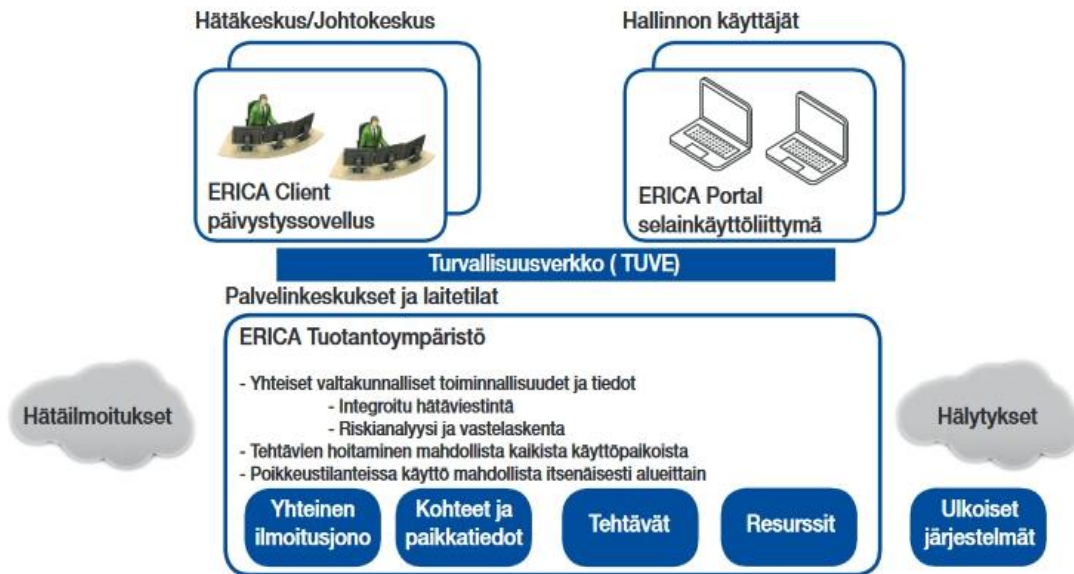 Hätäkeskus/Johtokeskus
Hallinnon käyttäjät
ERICA Client
päivystyssovellus
ERICA Portal
selainkäyttöliittymä
Turvallisuusverkko ( TUVE)
Palvelinkeskukset ja laitetilat
ERICA Tuotantoympäristö
- Yhteiset valtakunnalliset toiminnallisuudet ja tiedot
- Integroitu hätäviestintä
- Riskianalyysi ja vastelaskenta
- Tehtävien hoitaminen mahdollista kaikista käyttöpaikoista
- Poikkeustilanteissa käyttö mahdollista itsenäisesti alueittain
Hätäilmoitukset
Hälytykset
Yhteinen
ilmoitusjono
Kohteet ja
paikkatiedot
Tehtävät
Resurssit
Ulkoiset
järjestelmät